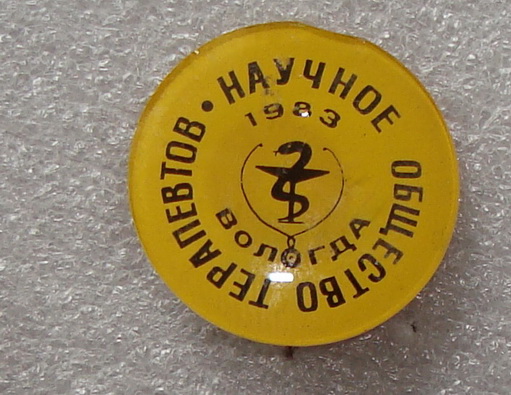 НАУЧНОЕ ОБЩЕСТВО ТЕРАПЕВТОВ •
1983
ВОЛОГДА